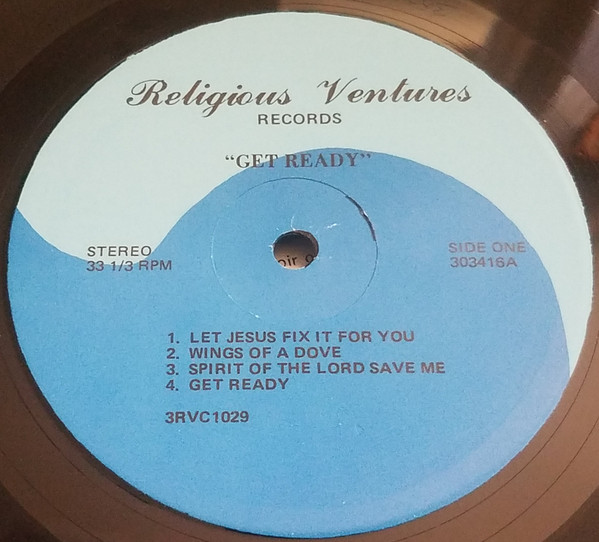 Religious Ventures
RECORDS
"GET READY"
STEREO
33 1/3 RPM
SIDE ONE
303416A
1. LET JESUS FIX IT FOR YOU
2. WINGS OF A DOVE
3. SPIRIT OF THE LORD SAVE ME
4. GET READY
3RVC1029